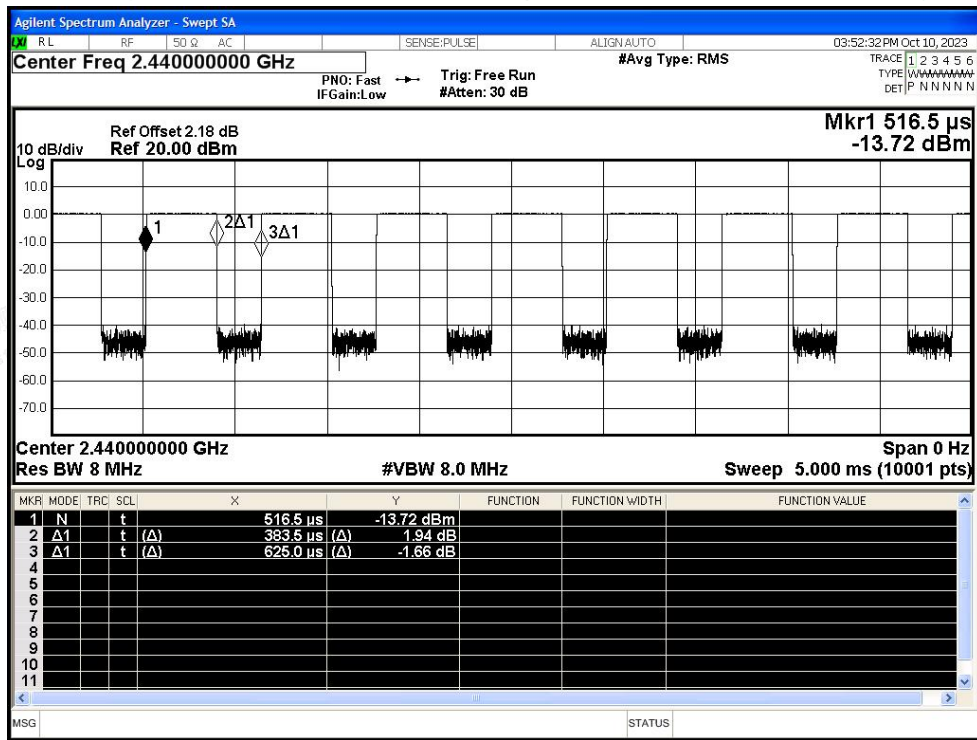 Agilent Spectrum Analyzer - Swept SA
LXI RL RF 50 Ω AC SENSE:PULSE ALIGN AUTO 03:52:32 PM Oct 10, 2023
Center Freq 2.440000000 GHz #Avg Type: RMS TRACE 1 2 3 4 5 6
PNO: Fast Trig: Free Run TYPE WWWWWW
IFGain:Low #Atten: 30 dB DET P N N N N N
Mkr1 516.5 µs
Ref Offset 2.18 dB
10 dB/div Ref 20.00 dBm -13.72 dBm
Log
10.0
0.00
1 2Δ1 3Δ1
-10.0
-20.0
-30.0
-40.0
-50.0
-60.0
-70.0
Center 2.440000000 GHz Span 0 Hz
Res BW 8 MHz #VBW 8.0 MHz Sweep 5.000 ms (10001 pts)
MKR MODE TRC SCL X Y FUNCTION FUNCTION WIDTH FUNCTION VALUE
1 N t 516.5 µs -13.72 dBm
2 Δ1 t (Δ) 383.5 µs (Δ) 1.94 dB
3 Δ1 t (Δ) 625.0 µs (Δ) -1.66 dB
4
5
6
7
8
9
10
11
MSG STATUS